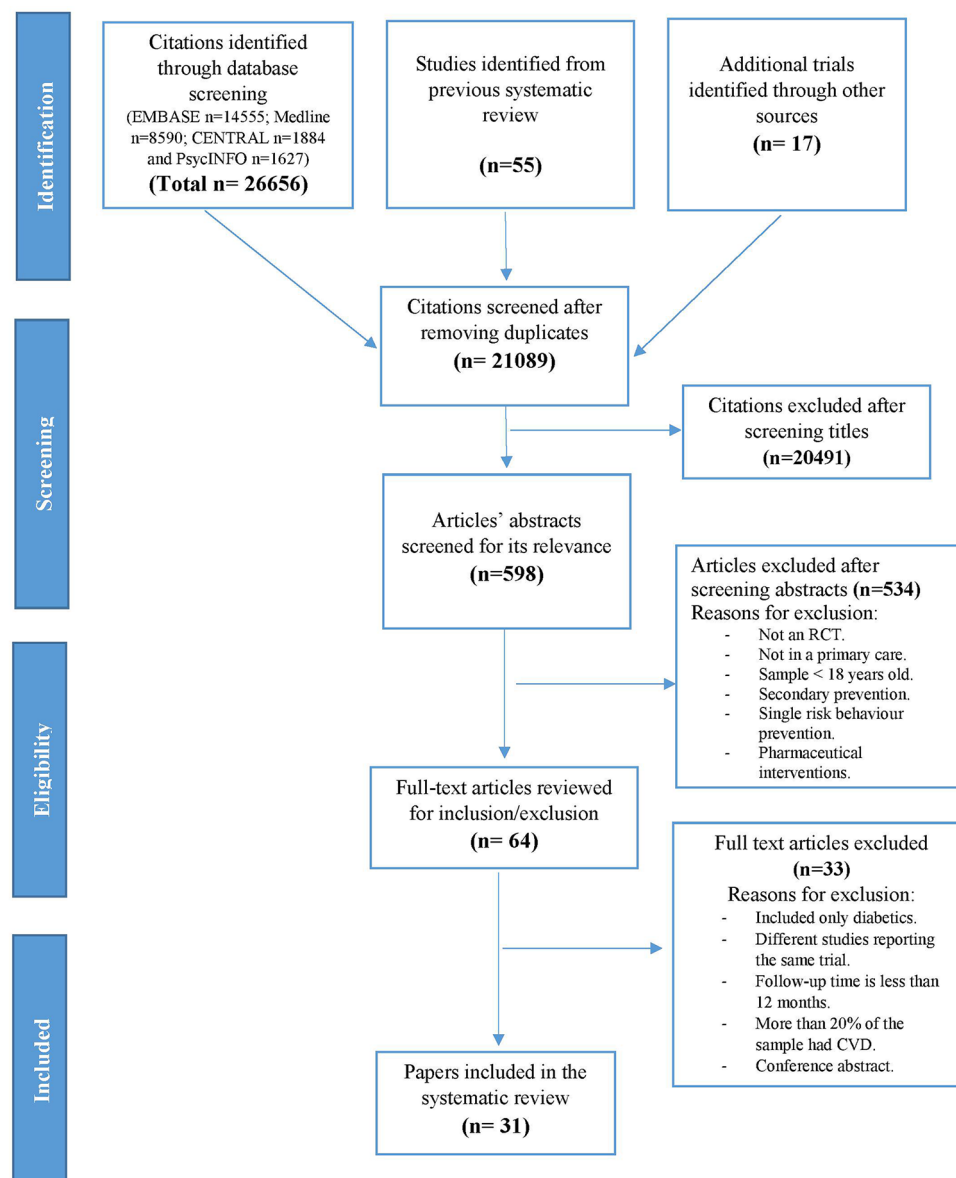 Identification
Citations identified
through database
screening
(EMBASE n=14555; Medline
n=8590; CENTRAL n=1884
and PsycINFO n=1627)
(Total n= 26656)
Studies identified from
previous systematic
review
(n=55)
Additional trials
identified through other
sources
(n= 17)
Citations screened after
removing duplicates
(n= 21089)
Screening
Citations excluded after
screening titles
(n=20491)
Articles’ abstracts
screened for its relevance
(n=598)
Articles excluded after
screening abstracts (n=534)
Reasons for exclusion:
- Not an RCT.
- Not in a primary care.
- Sample < 18 years old.
- Secondary prevention.
- Single risk behaviour
prevention.
- Pharmaceutical
interventions.
Eligibility
Full-text articles reviewed
for inclusion/exclusion
(n= 64)
Full text articles excluded
(n=33)
Reasons for exclusion:
- Included only diabetics.
- Different studies reporting
the same trial.
- Follow-up time is less than
12 months.
- More than 20% of the
sample had CVD.
- Conference abstract.
Included
Papers included in the
systematic review
(n= 31)